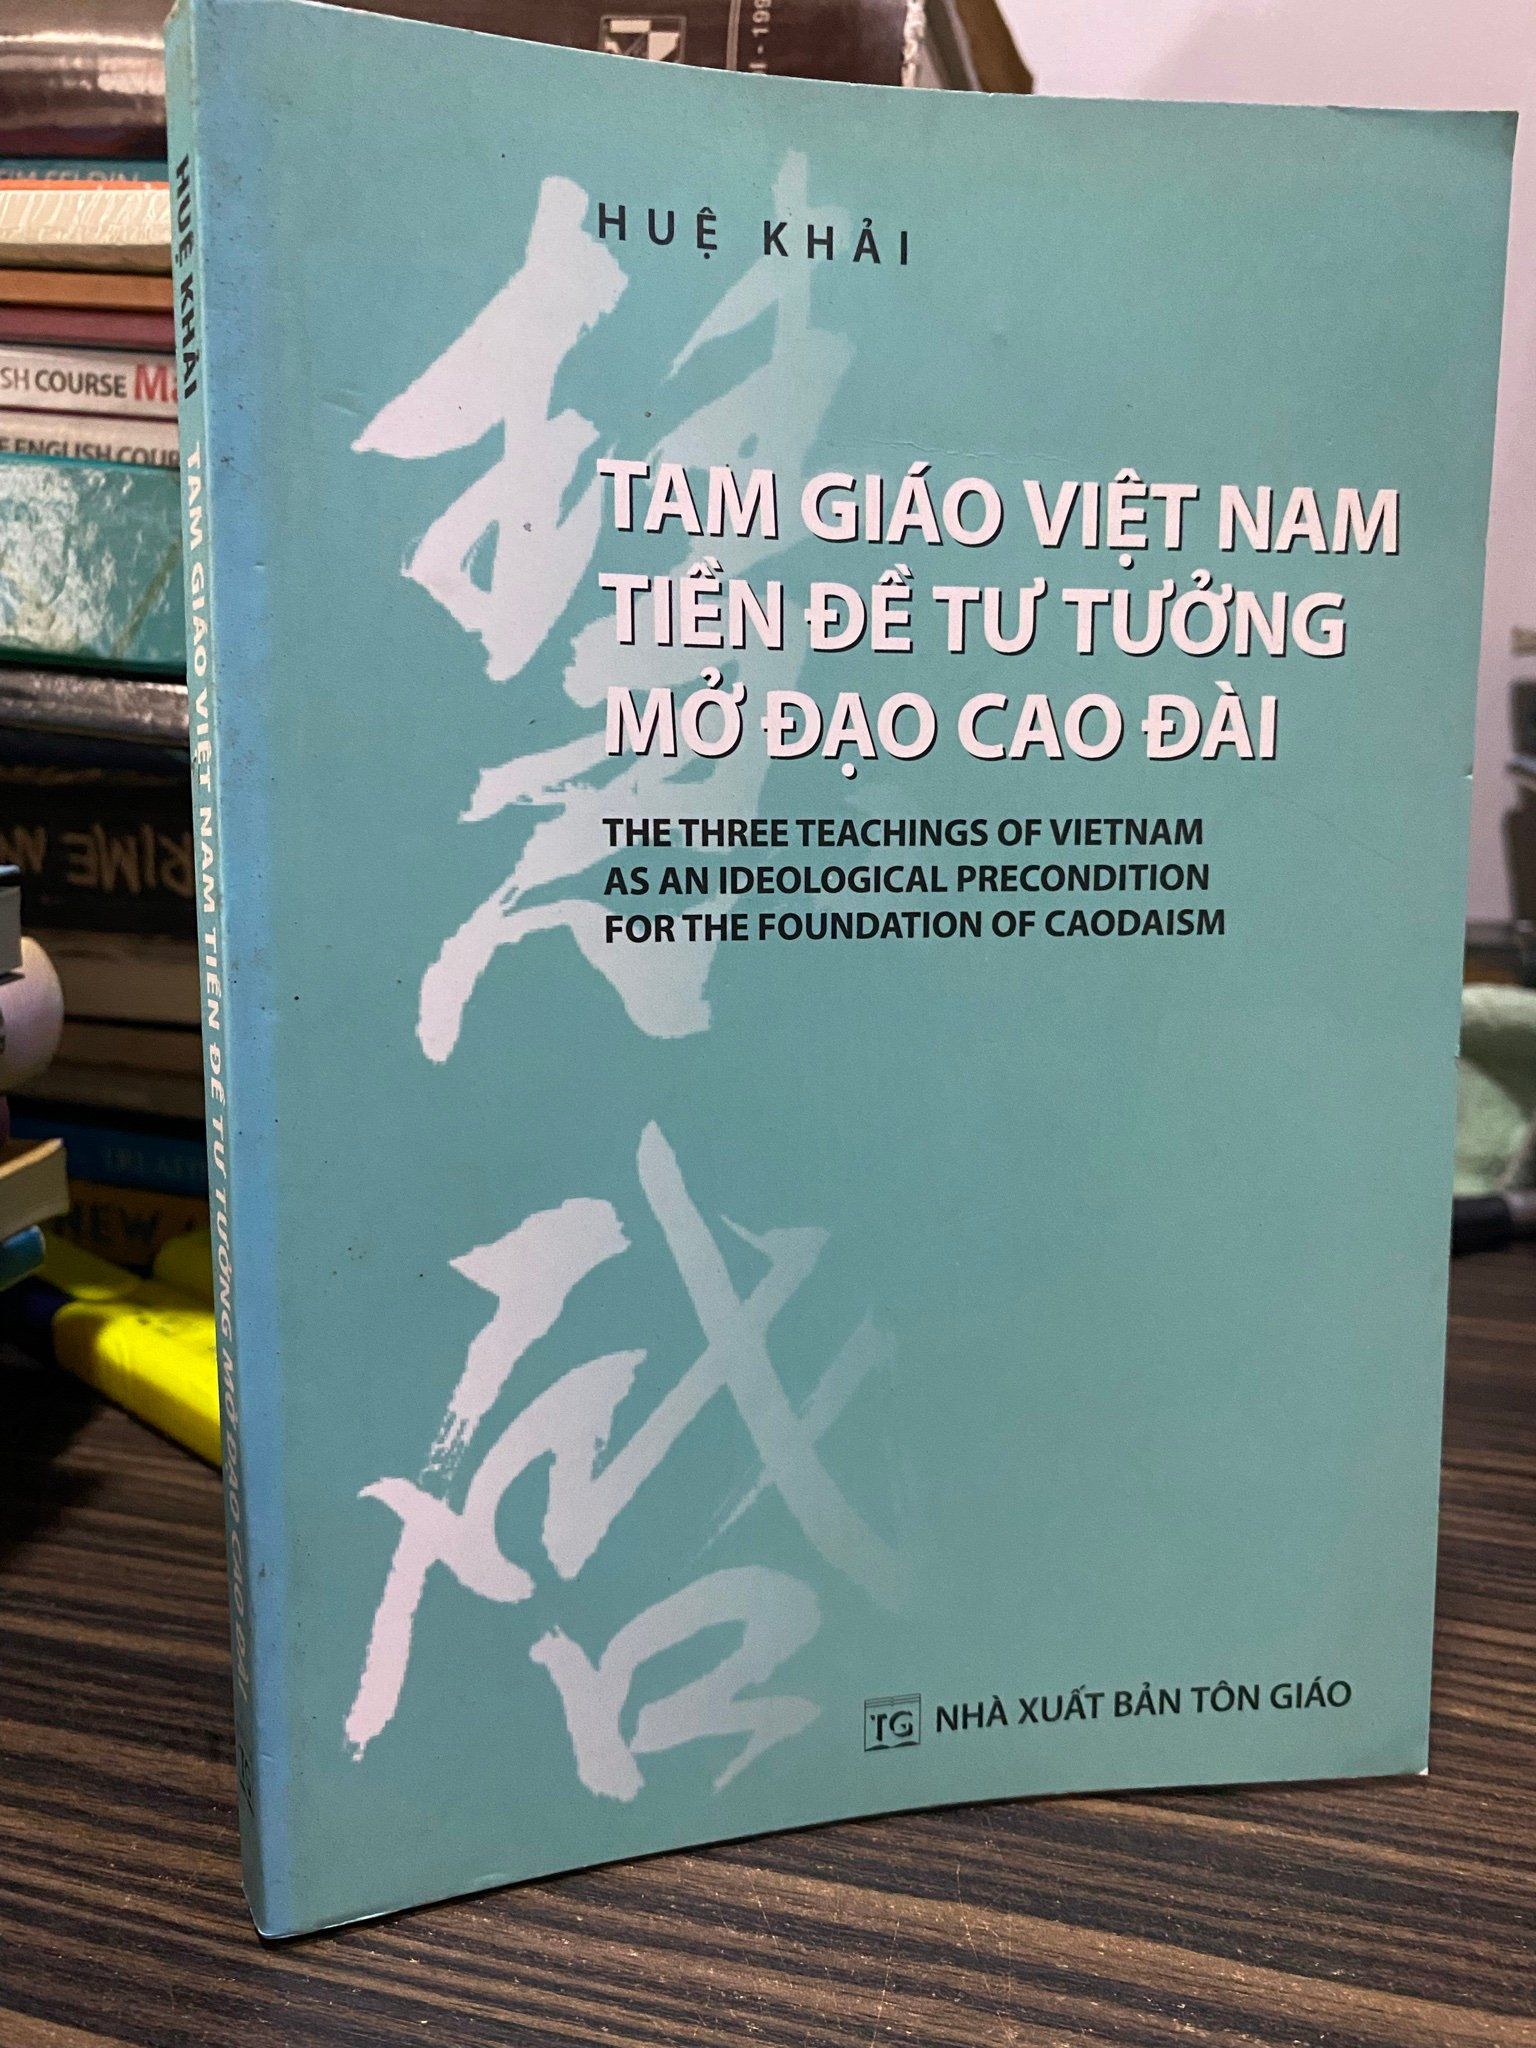 HUỆ KHẢI
TAM GIÁO VIỆT NAM
TIỀN ĐỀ TƯ TƯỞNG
MỞ ĐẠO CAO ĐÀI
THE THREE TEACHINGS OF VIETNAM
AS AN IDEOLOGICAL PRECONDITION
FOR THE FOUNDATION OF CAODAISM
TG NHÀ XUẤT BẢN TÔN GIÁO
HUỆ KHẢI TAM GIÁO VIỆT NAM TIỀN ĐỀ TƯ TƯỞNG MỞ ĐẠO CAO ĐÀI
SH COURSE
ENGLISH COUR
NEW